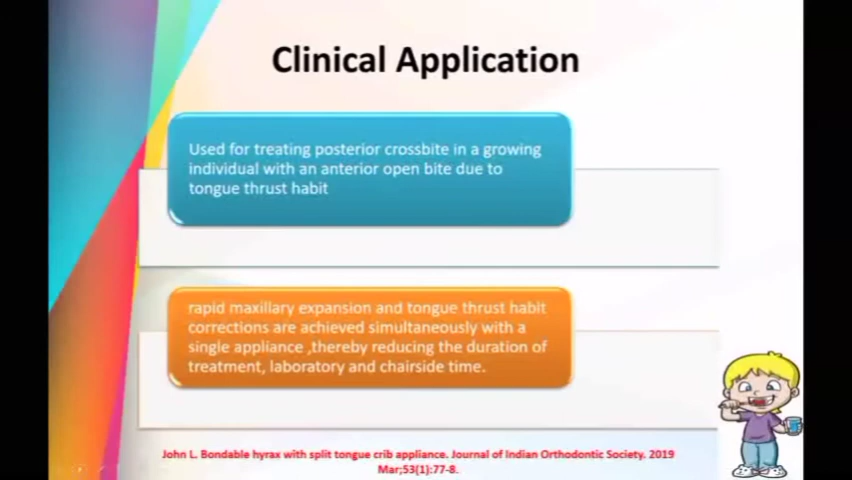 Clinical Application
Used for treating posterior crossbite in a growing
individual with an anterior open bite due to
tongue thrust habit
rapid maxillary expansion and tongue thrust habit
corrections are achieved simultaneously with a
single appliance ,thereby reducing the duration of
treatment, laboratory and chairside time.
John L. Bondable hyrax with split tongue crib appliance. Journal of Indian Orthodontic Society. 2019
Mar;53(1):77-8.